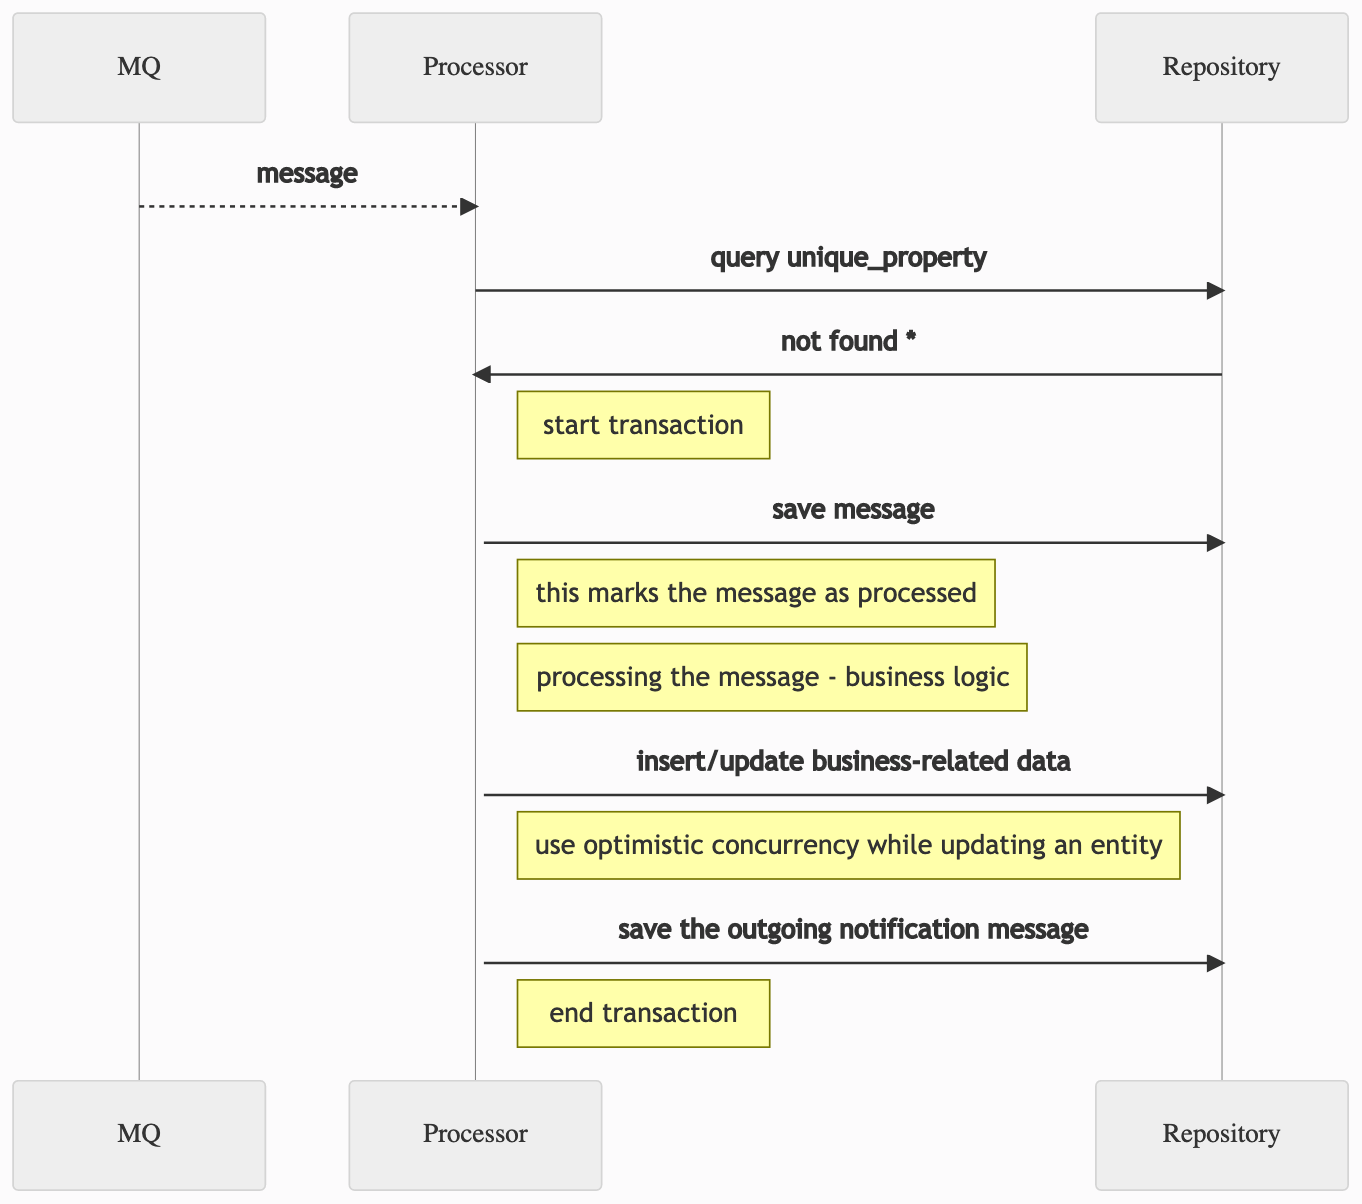 MQ
Processor
Repository
message
query unique_property
not found *
start transaction
save message
this marks the message as processed
processing the message - business logic
insert/update business-related data
use optimistic concurrency while updating an entity
save the outgoing notification message
end transaction
MQ
Processor
Repository